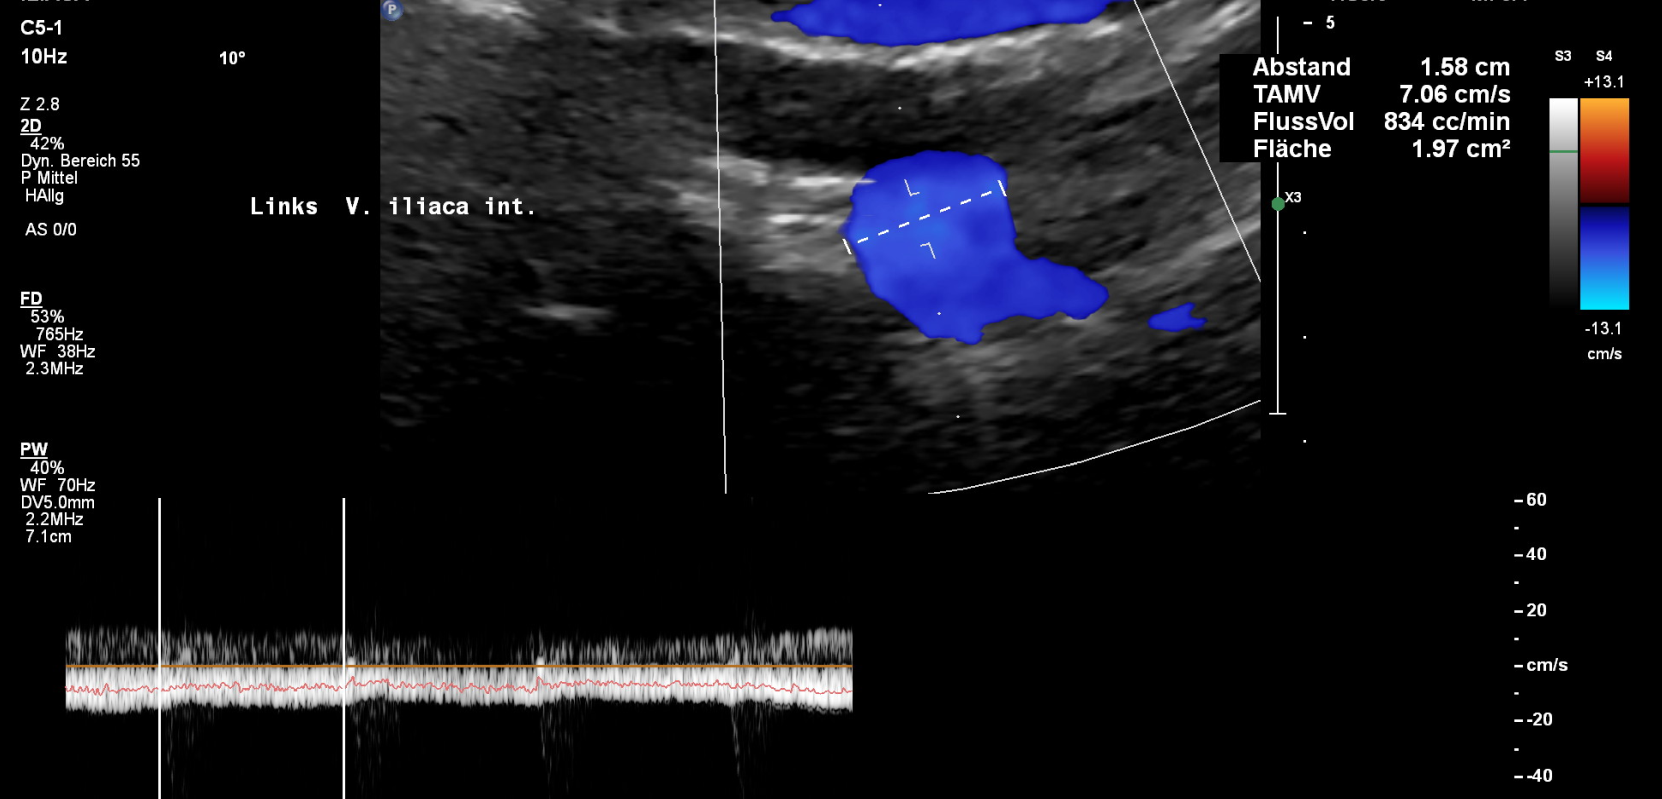 C5-1
10Hz
10°
Z 2.8
2D
42%
Dyn. Bereich 55
P Mittel
HAllg
AS 0/0
FD
53%
765Hz
WF 38Hz
2.3MHz
PW
40%
WF 70Hz
DV5.0mm
2.2MHz
7.1cm
P
Links V. iliaca int.
5
Abstand 1.58 cm
TAMV 7.06 cm/s
FlussVol 834 cc/min
Fläche 1.97 cm²
X3
S3 S4
+13.1
-13.1
cm/s
60
40
20
cm/s
-20
-40